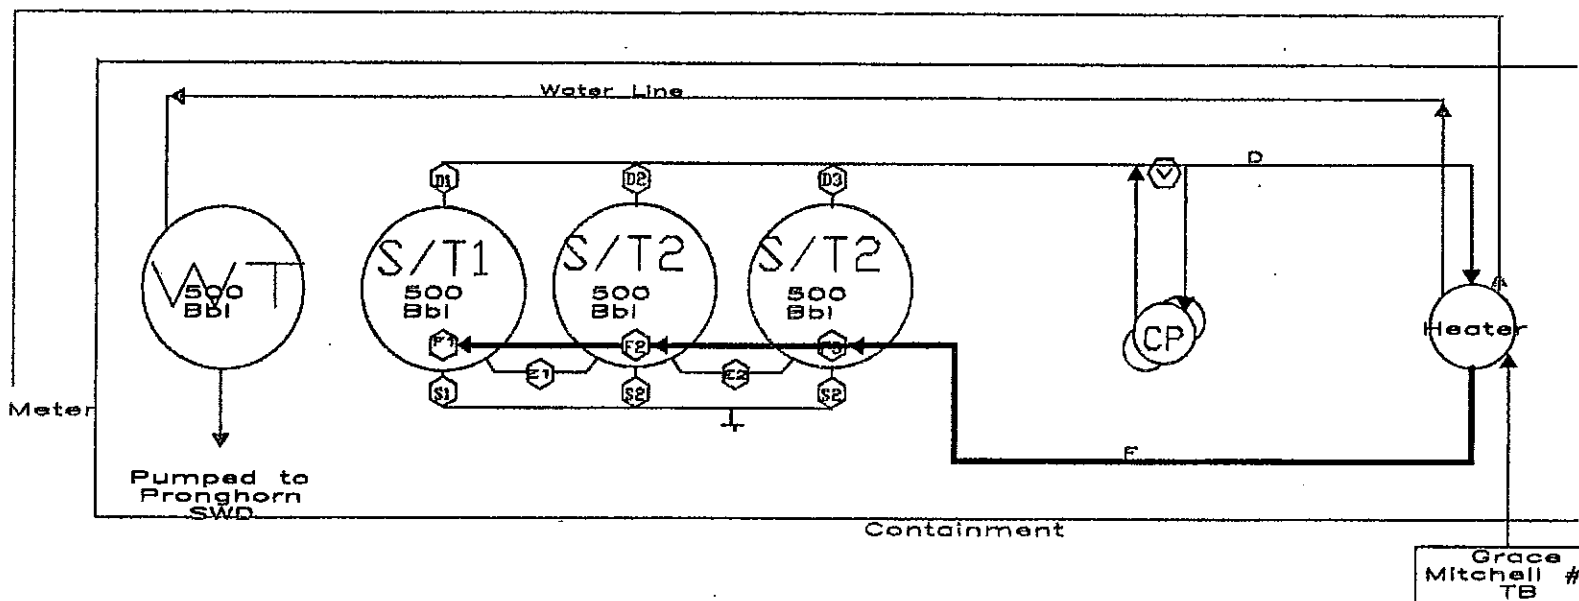 Water Line
D1
D2
D3
V
D
WT
500
Bbl
S/T1
500
Bbl
S/T2
500
Bbl
S/T2
500
Bbl
CP
Heater
F2
E1
E2
S1
S2
S2
Meter
F
Pumped to
Pronghorn
SWD
Containment
Grace
Mitchell #
TB